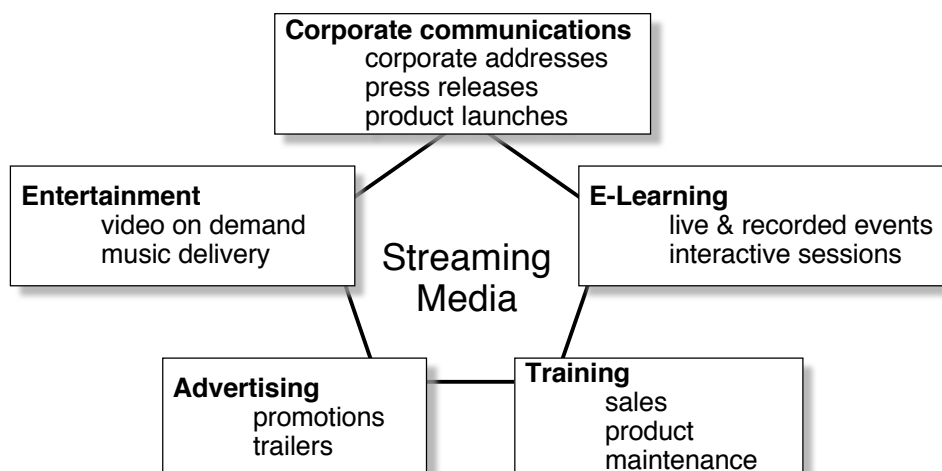 Corporate communications
corporate addresses
press releases
product launches
Entertainment
video on demand
music delivery
E-Learning
live & recorded events
interactive sessions
Streaming
Media
Advertising
promotions
trailers
Training
sales
product
maintenance